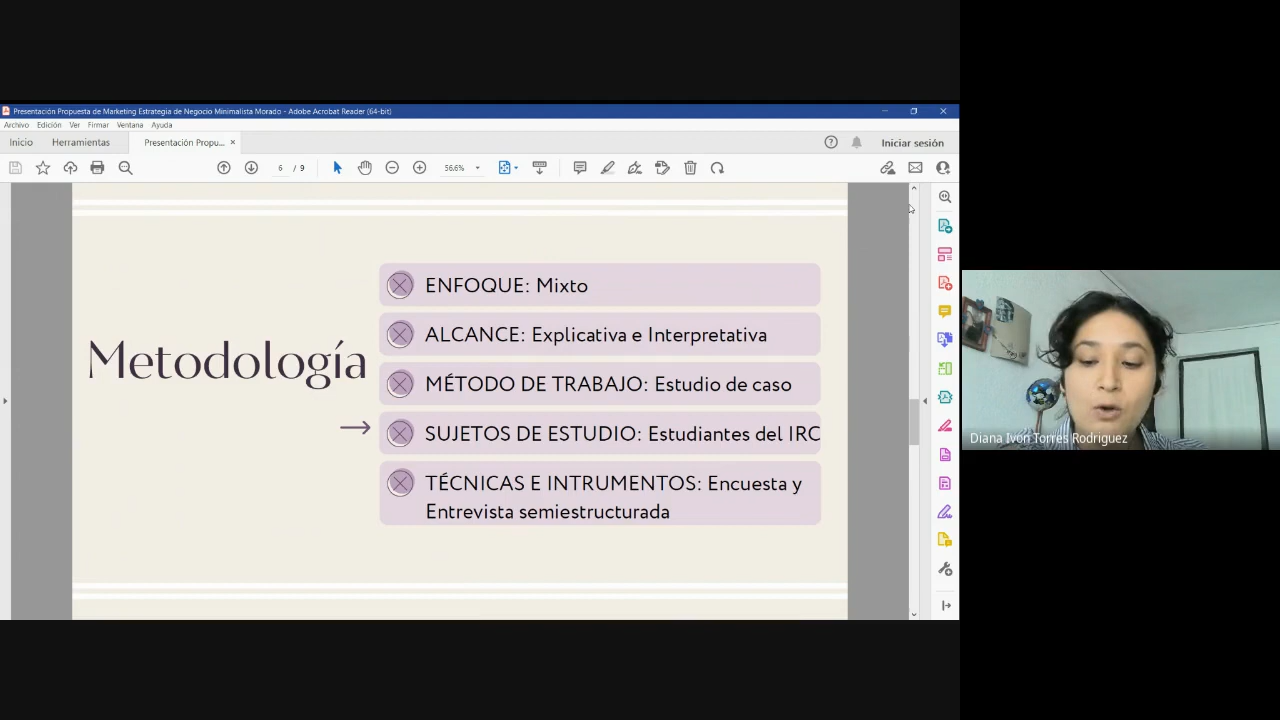 Presentación Propuesta de Marketing Estrategia de Negocio Minimalista Morado - Adobe Acrobat Reader (64-bit)
Archivo Edición Ver Firmar Ventana Ayuda
Inicio Herramientas Presentación Propu... Iniciar sesión
6 / 9 56.6%
Metodología
ENFOQUE: Mixto
ALCANCE: Explicativa e Interpretativa
MÉTODO DE TRABAJO: Estudio de caso
SUJETOS DE ESTUDIO: Estudiantes del IRC
TÉCNICAS E INTRUMENTOS: Encuesta y
Entrevista semiestructurada
Diana Ivon Torres Rodriguez